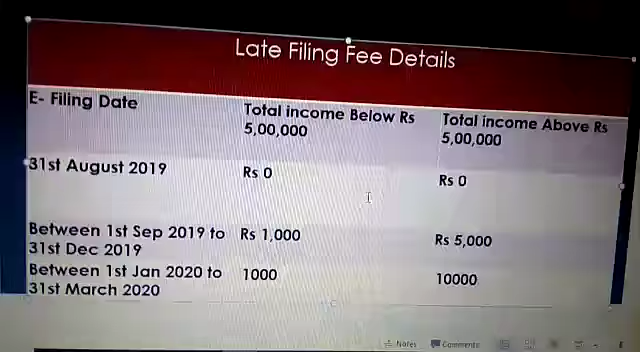 Late Filing Fee Details
E- Filing Date
Total income Below Rs
5,00,000
Total income Above Rs
5,00,000
31st August 2019
Rs 0
Rs 0
Between 1st Sep 2019 to
31st Dec 2019
Rs 1,000
Rs 5,000
Between 1st Jan 2020 to
31st March 2020
1000
10000
Notes
Comments